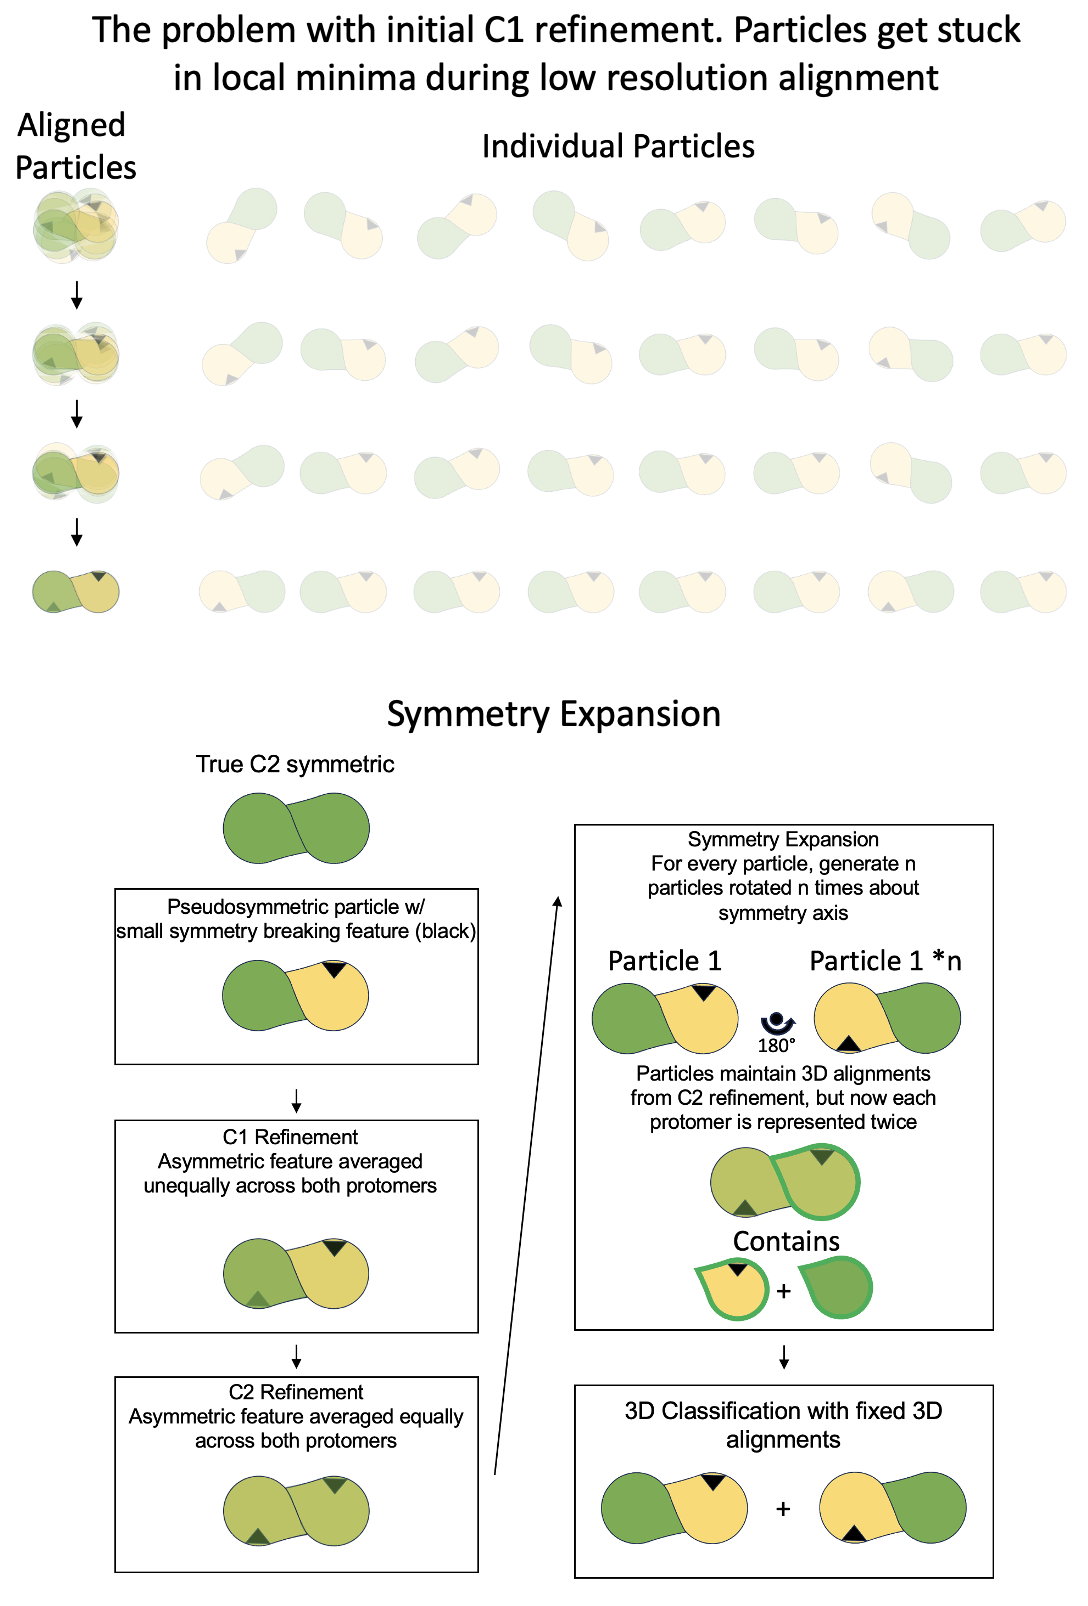 The problem with initial C1 refinement. Particles get stuck
in local minima during low resolution alignment
Aligned
Particles
Individual Particles
Symmetry Expansion
True C2 symmetric
Pseudosymmetric particle w/
small symmetry breaking feature (black)
C1 Refinement
Asymmetric feature averaged
unequally across both protomers
C2 Refinement
Asymmetric feature averaged equally
across both protomers
Symmetry Expansion
For every particle, generate n
particles rotated n times about
symmetry axis
Particle 1
Particle 1 *n
180°
Particles maintain 3D alignments
from C2 refinement, but now each
protomer is represented twice
Contains
+
3D Classification with fixed 3D
alignments
+